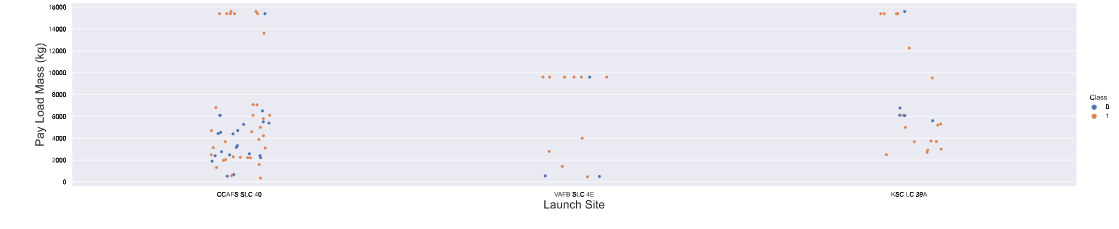 16000
14000
12000
10000
8000
6000
4000
2000
0
Pay Load Mass (kg)
CCAFS SLC 40
VAFB SLC 4E
KSC LC 39A
Launch Site
Class
0
1